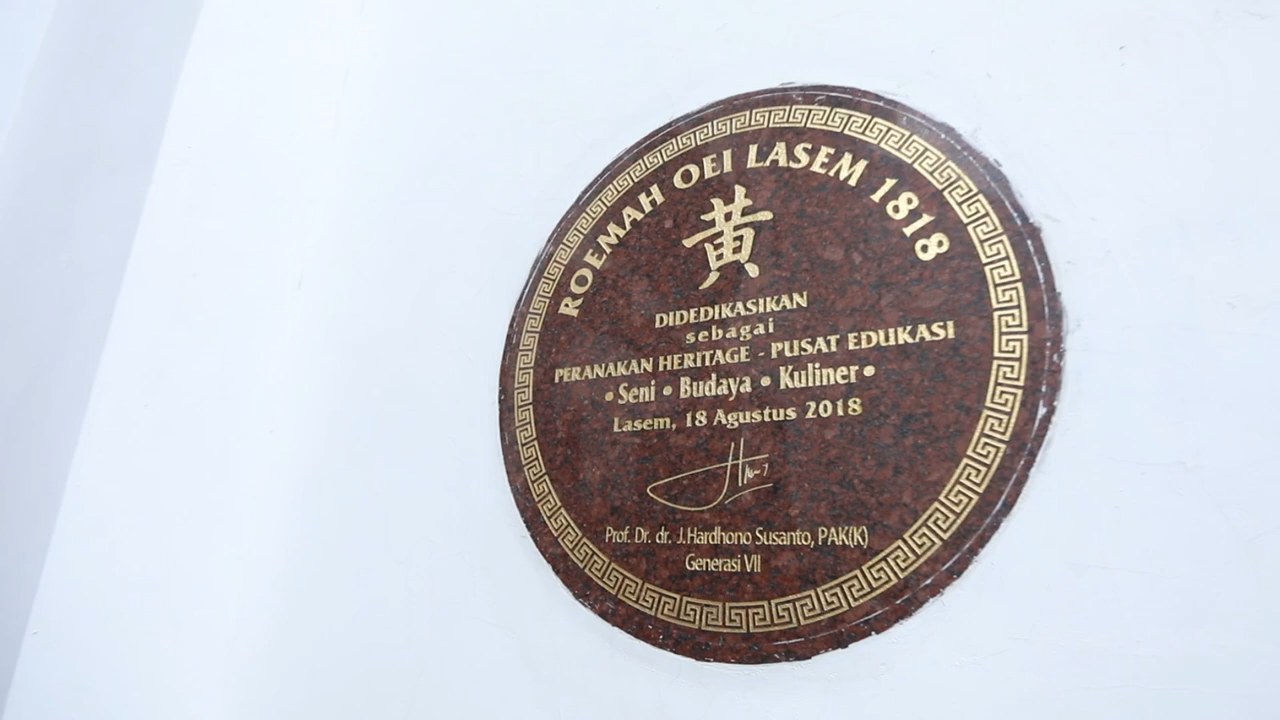 ROEMAH OEI LASEM 1818
黃
DIDEDIKASIKAN
sebagai
PERANAKAN HERITAGE - PUSAT EDUKASI
• Seni • Budaya • Kuliner •
Lasem, 18 Agustus 2018
Prof. Dr. dr. J.Hardhono Susanto, PAK(K)
Generasi VII